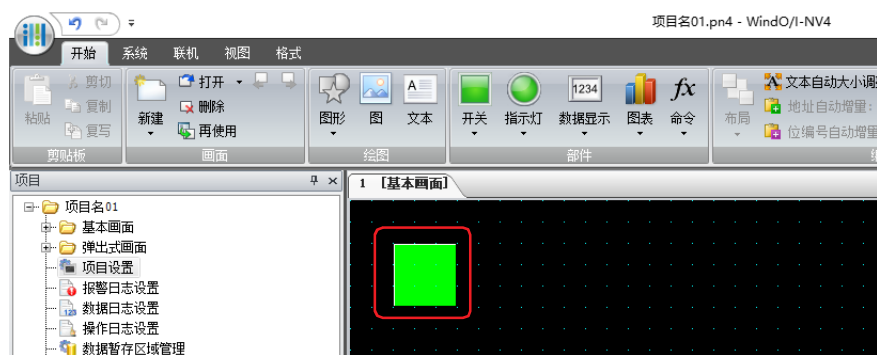 项目名01.pn4 - WindO/I-NV4
开始 系统 联机 视图 格式
剪切 打开 文本自动大小调
粘贴 复制 新建 删除 图形 图 文本 开关 指示灯 数据显示 图表 命令 布局 地址自动增量:
复写 再使用 位编号自动增量
剪贴板 画面 绘图 部件
项目 1 [基本画面]
项目名01
基本画面
弹出式画面
项目设置
报警日志设置
数据日志设置
操作日志设置
数据暂存区域管理